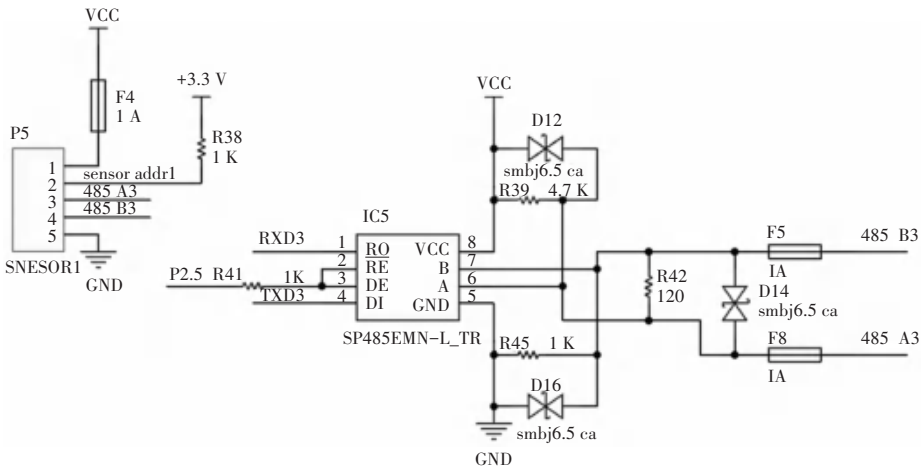 VCC
F4
1 A
+3.3 V
R38
1 K
P5
1
2
3
4
5
sensor addr1
485 A3
485 B3
SNESOR1
GND
VCC
D12
smbj6.5 ca
R39
4.7 K
IC5
RXD3
1
2
3
4
RO
RE
DE
DI
VCC
B
A
GND
8
7
6
5
P2.5
R41
1K
TXD3
SP485EMN-L_TR
R45
1 K
D16
smbj6.5 ca
GND
R42
120
F5
IA
485 B3
D14
smbj6.5 ca
F8
IA
485 A3